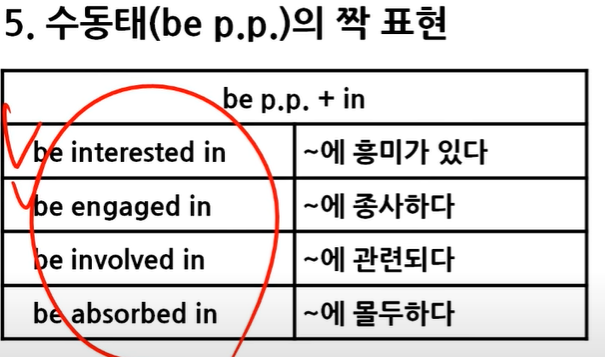 5. 수동태(be p.p.)의 짝 표현
be p.p. + in
be interested in ~에 흥미가 있다
be engaged in ~에 종사하다
be involved in ~에 관련되다
be absorbed in ~에 몰두하다